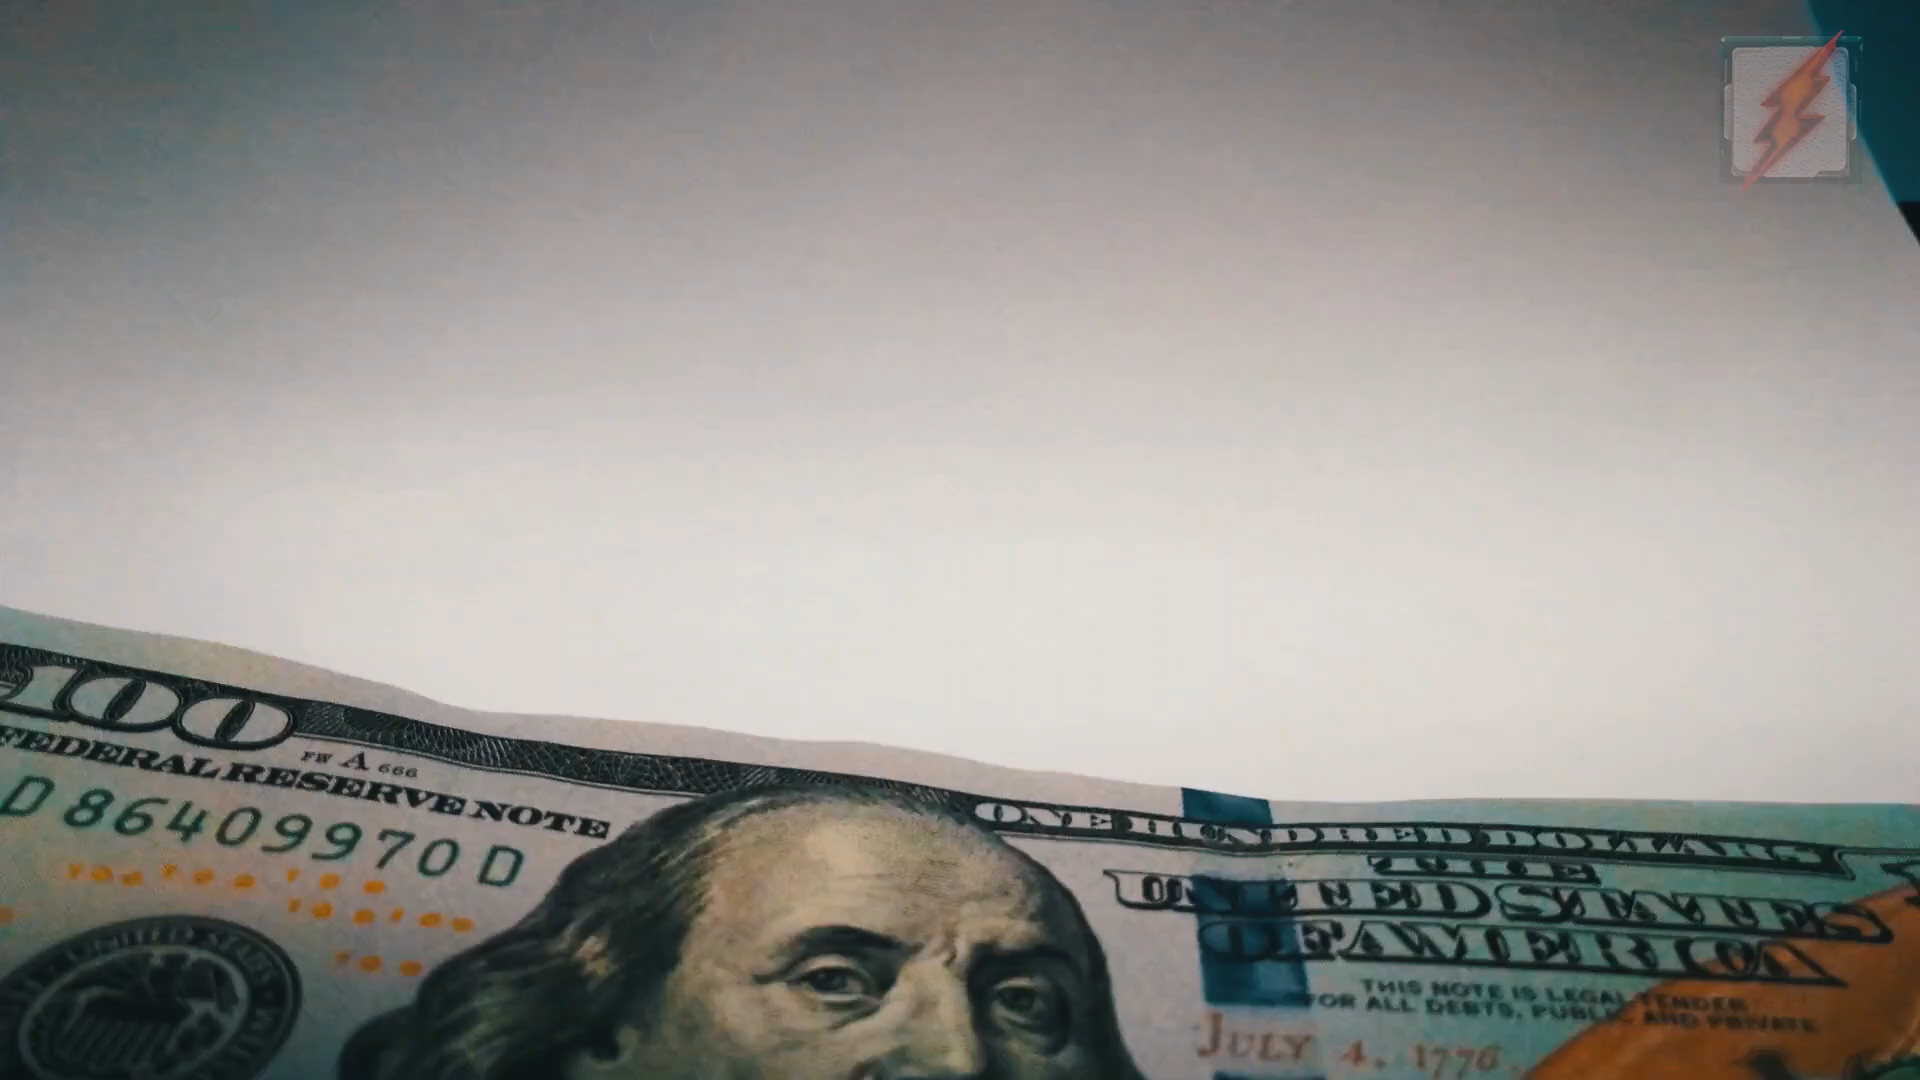 100
FEDERAL RESERVE NOTE
FW A 666
D 86409970 D
ONE HUNDRED DOLLARS
THE
UNITED STATES
OF AMERICA
THIS NOTE IS LEGAL TENDER
FOR ALL DEBTS, PUBLIC AND PRIVATE
JULY 4, 1776